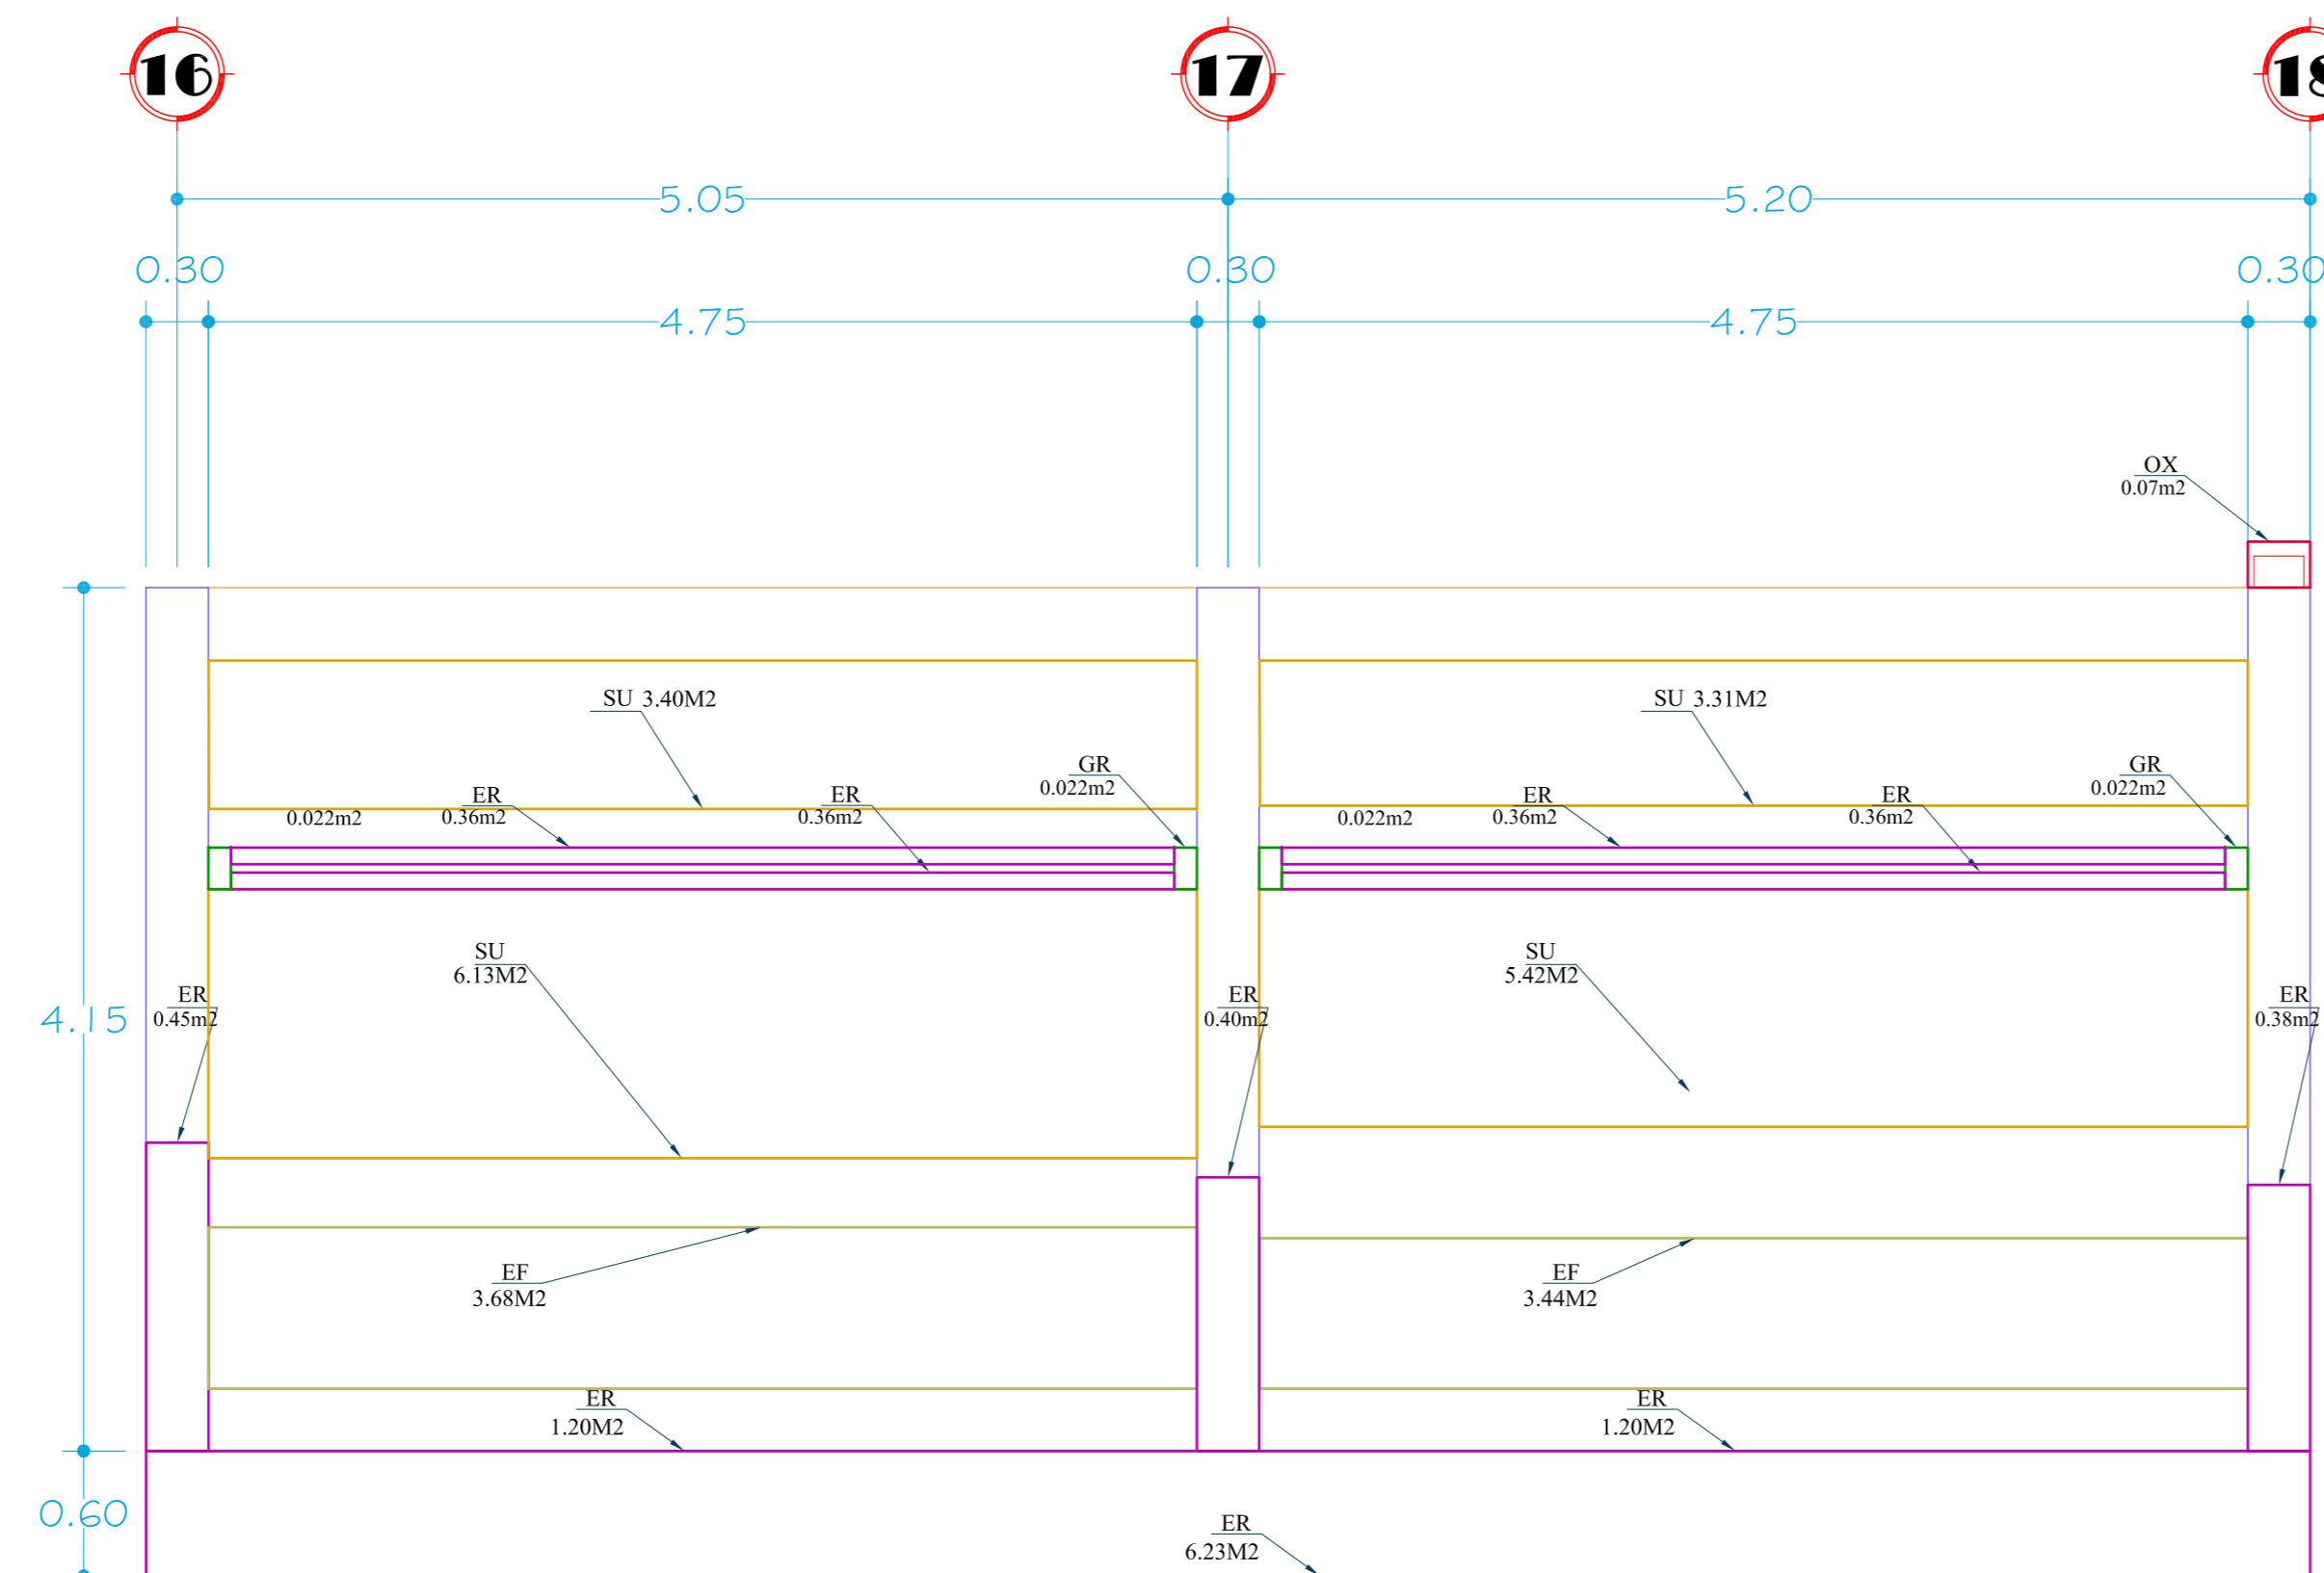 16
17
18
5.05
5.20
0.30
0.30
0.30
4.75
4.75
OX
0.07m2
SU 3.40M2
SU 3.31M2
GR
0.022m2
GR
0.022m2
0.022m2
ER
0.36m2
ER
0.36m2
0.022m2
ER
0.36m2
ER
0.36m2
SU
6.13M2
SU
5.42M2
4.15
ER
0.45m2
ER
0.40m2
ER
0.38m2
EF
3.68M2
EF
3.44M2
ER
1.20M2
ER
1.20M2
0.60
ER
6.23M2